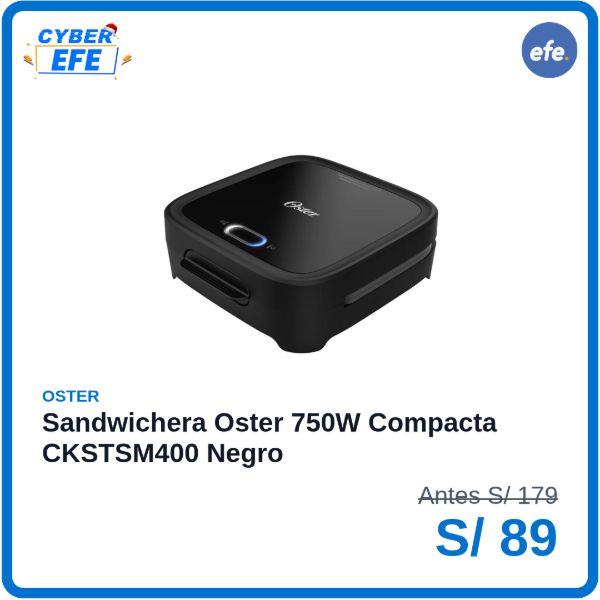 CYBER
EFE
efe.
Oster
OSTER
Sandwichera Oster 750W Compacta
CKSTSM400 Negro
Antes S/ 179
S/ 89